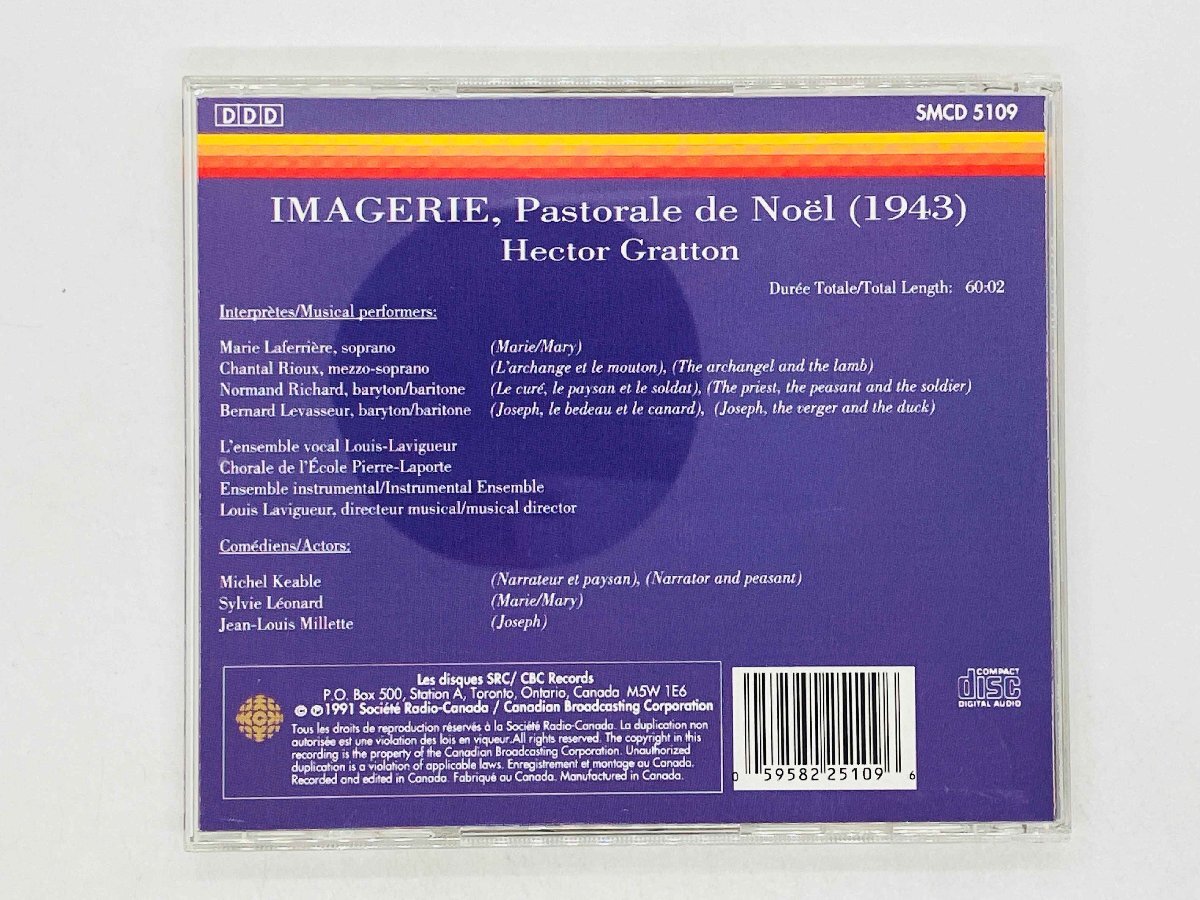 DDD
SMCD 5109
IMAGERIE, Pastorale de Noël (1943)
Hector Gratton
Durée Totale/Total Length: 60:02
Interprètes/Musical performers:
Marie Laferrière, soprano (Marie/Mary)
Chantal Rioux, mezzo-soprano (L'archange et le mouton), (The archangel and the lamb)
Normand Richard, baryton/baritone (Le curé, le paysan et le soldat), (The priest, the peasant and the soldier)
Bernard Levasseur, baryton/baritone (Joseph, le bedeau et le canard), (Joseph, the verger and the duck)
L'ensemble vocal Louis-Lavigueur
Chorale de l'École Pierre-Laporte
Ensemble instrumental/Instrumental Ensemble
Louis Lavigueur, directeur musical/musical director
Comédiens/Actors:
Michel Keable (Narrateur et paysan), (Narrator and peasant)
Sylvie Léonard (Marie/Mary)
Jean-Louis Millette (Joseph)
Les disques SRC/ CBC Records
P.O. Box 500, Station A, Toronto, Ontario, Canada M5W 1E6
© ℗ 1991 Société Radio-Canada / Canadian Broadcasting Corporation
Tous les droits de reproduction réservés à la Société Radio-Canada. La duplication non
autorisée est une violation des lois en viqueur.All rights reserved. The copyright in this
recording is the property of the Canadian Broadcasting Corporation. Unauthorized
duplication is a violation of applicable laws. Enregistrement et montage au Canada.
Recorded and edited in Canada. Fabriqué au Canada. Manufactured in Canada.
0 59582 25109 6
COMPACT
disc
DIGITAL AUDIO